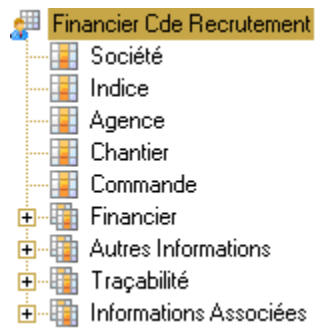 Financier Cde Recrutement
Société
Indice
Agence
Chantier
Commande
Financier
Autres Informations
Traçabilité
Informations Associées